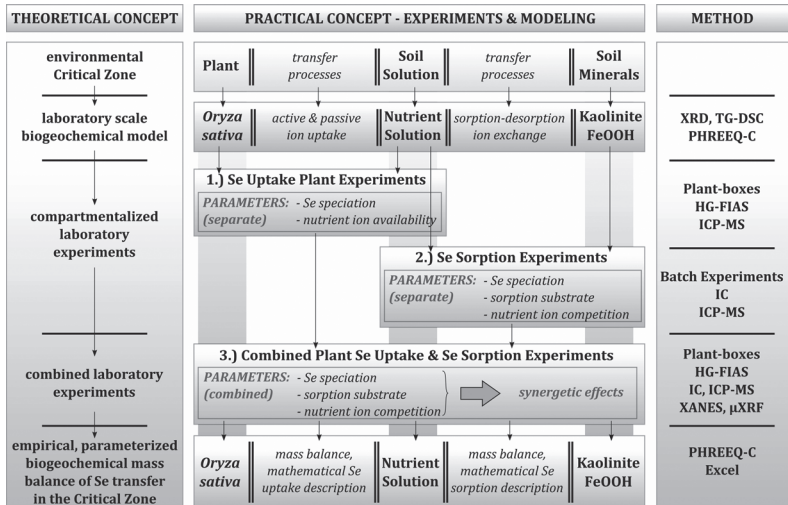 THEORETICAL CONCEPT
PRACTICAL CONCEPT - EXPERIMENTS & MODELING
METHOD
environmental
Critical Zone
Plant
transfer
processes
Soil
Solution
transfer
processes
Soil
Minerals
laboratory scale
biogeochemical model
Oryza
sativa
active & passive
ion uptake
Nutrient
Solution
sorption-desorption
ion exchange
Kaolinite
FeOOH
XRD, TG-DSC
PHREEQ-C
compartmentalized
laboratory
experiments
1.) Se Uptake Plant Experiments
PARAMETERS:
(separate)
- Se speciation
- nutrient ion availability
Plant-boxes
HG-FIAS
ICP-MS
2.) Se Sorption Experiments
PARAMETERS:
(separate)
- Se speciation
- sorption substrate
- nutrient ion competition
Batch Experiments
IC
ICP-MS
combined laboratory
experiments
3.) Combined Plant Se Uptake & Se Sorption Experiments
PARAMETERS:
(combined)
- Se speciation
- sorption substrate
- nutrient ion competition
synergetic effects
Plant-boxes
HG-FIAS
IC, ICP-MS
XANES, µXRF
empirical, parameterized
biogeochemical mass
balance of Se transfer
in the Critical Zone
Oryza
sativa
mass balance,
mathematical Se
uptake description
Nutrient
Solution
mass balance,
mathematical Se
sorption description
Kaolinite
FeOOH
PHREEQ-C
Excel